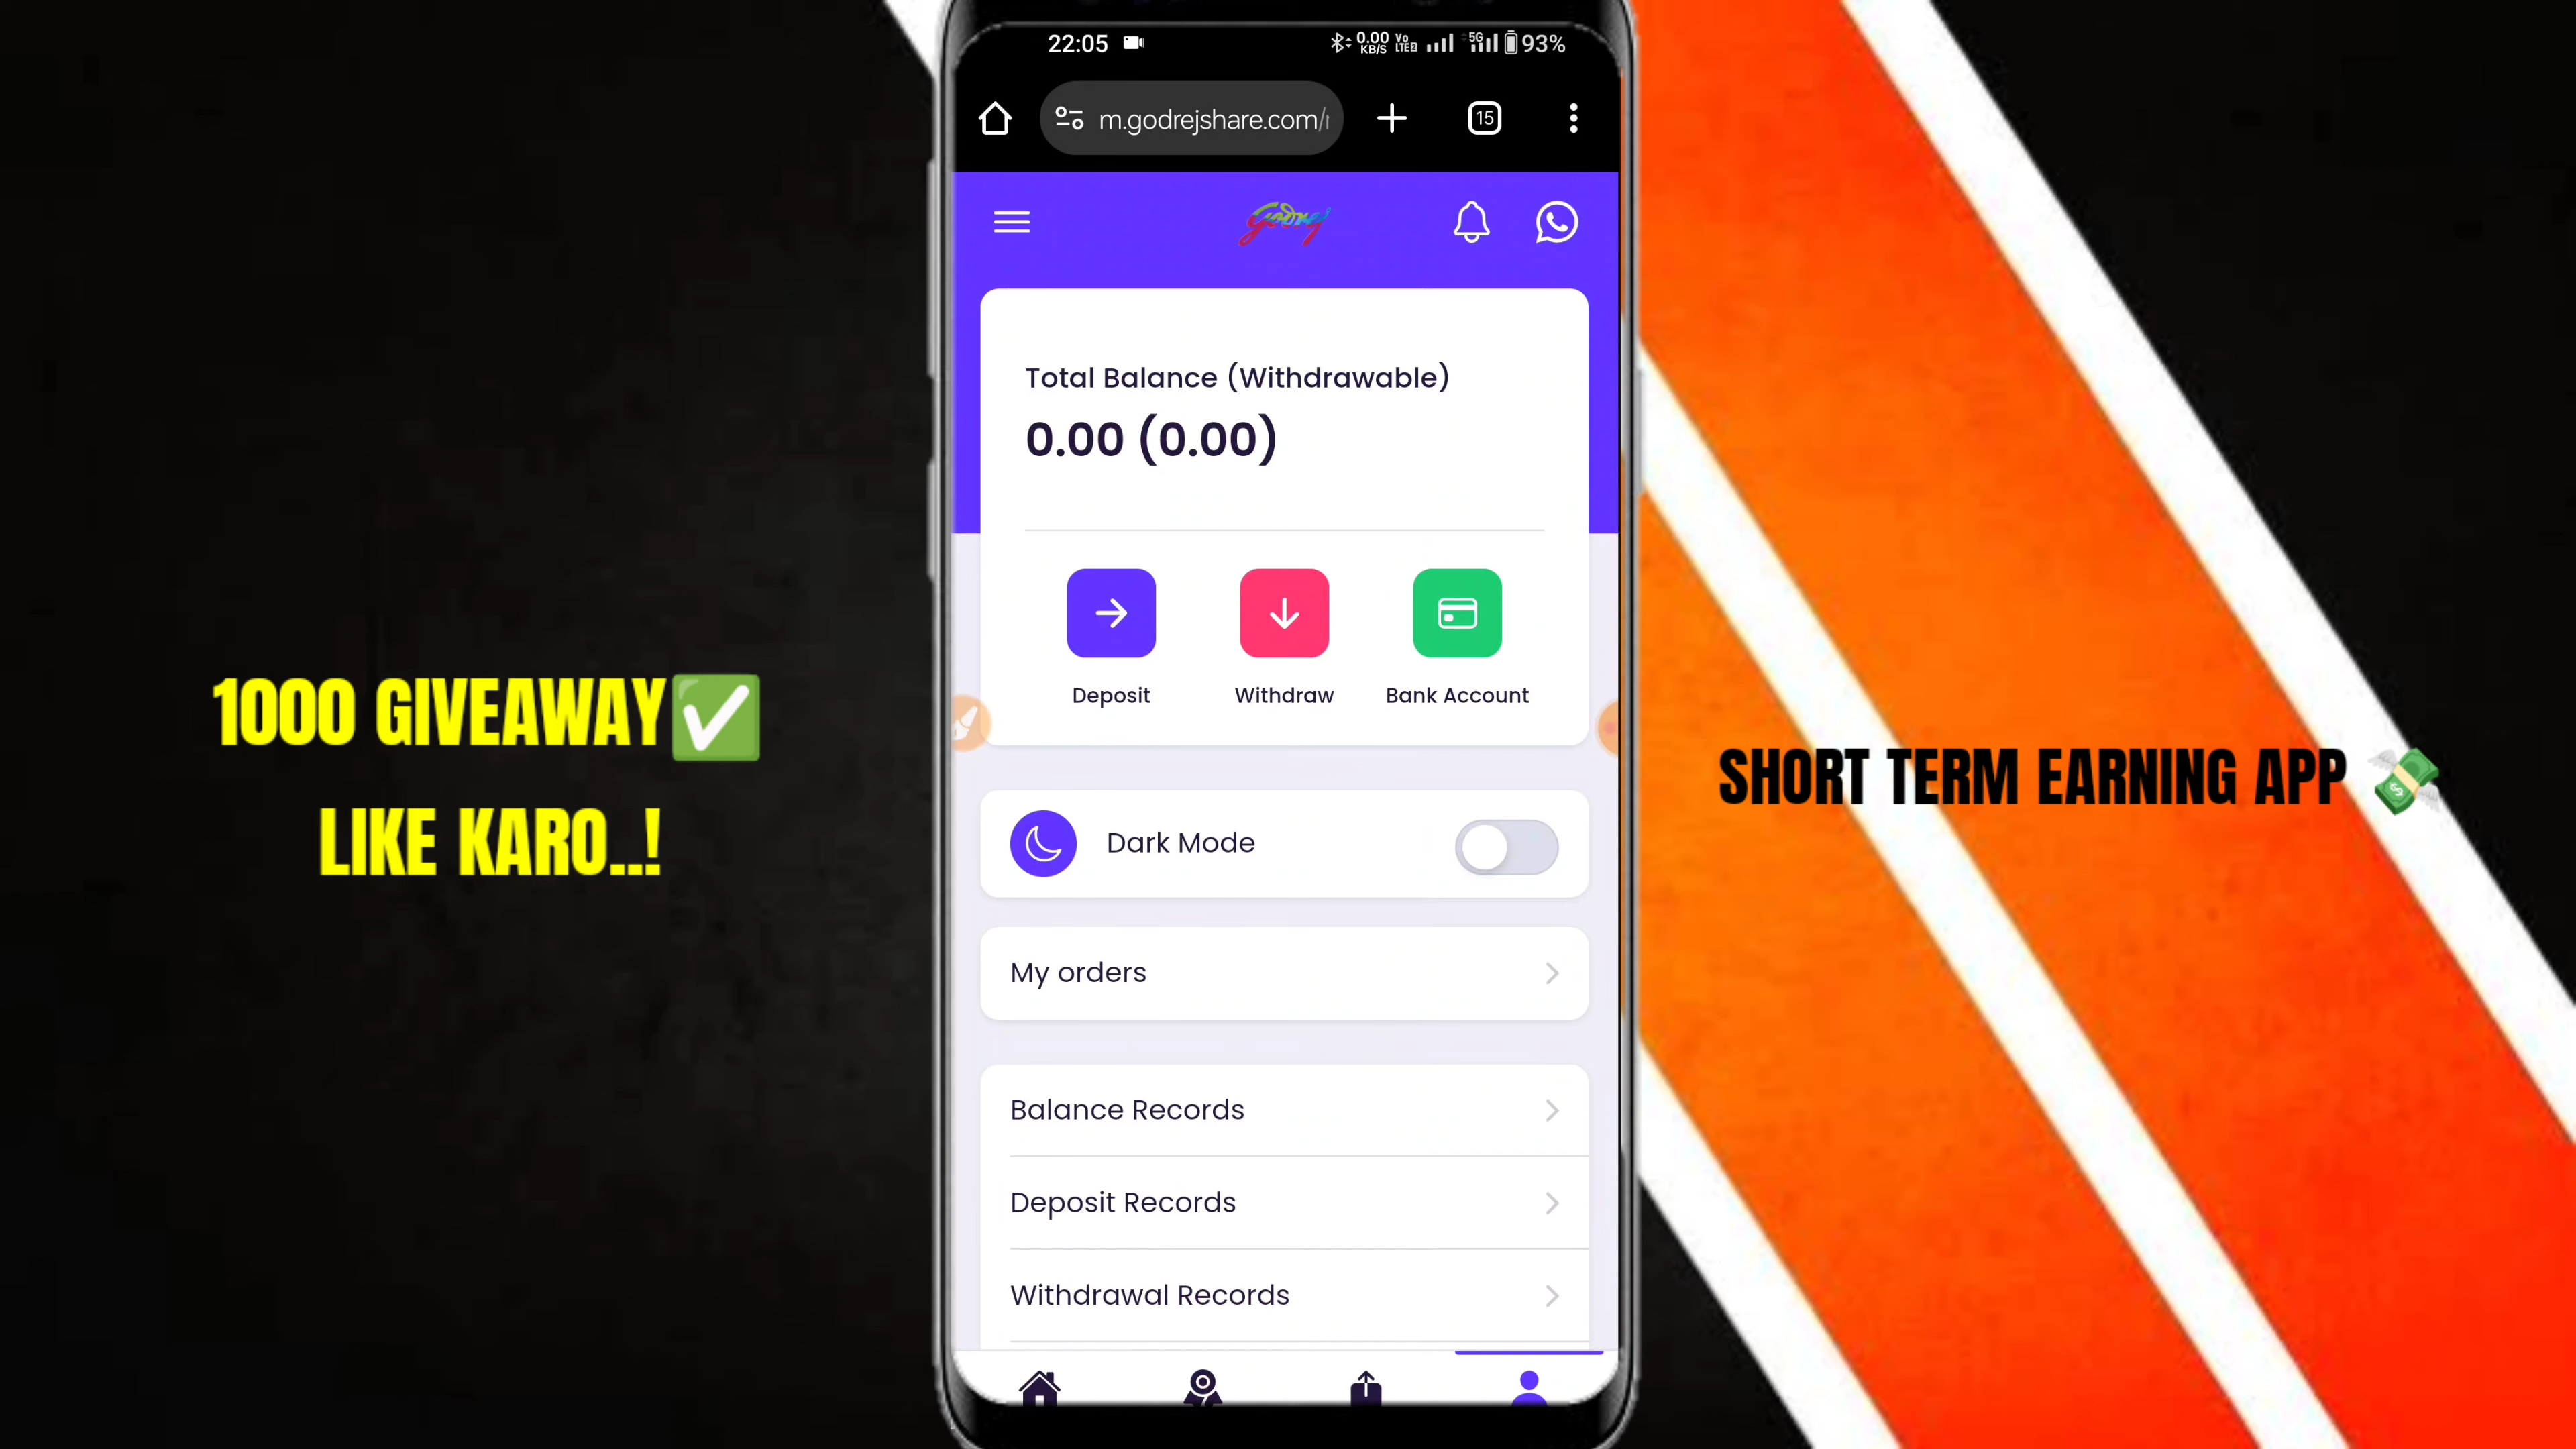 22:05
0.00 KB/S
5G
93%
m.godrejshare.com/
15
Godrej
Total Balance (Withdrawable)
0.00 (0.00)
Deposit
Withdraw
Bank Account
1000 GIVEAWAY✅
LIKE KARO..!
SHORT TERM EARNING APP 💸
Dark Mode
My orders
Balance Records
Deposit Records
Withdrawal Records